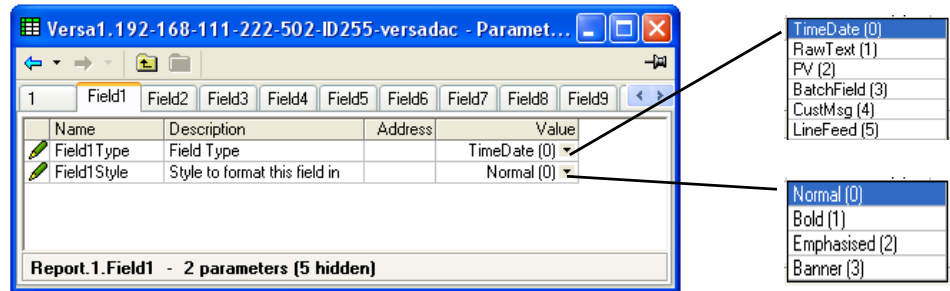 Versa1.192-168-111-222-502-ID255-versadac - Paramet...
1 Field1 Field2 Field3 Field4 Field5 Field6 Field7 Field8 Field9
Name Description Address Value
Field1Type Field Type TimeDate (0)
Field1Style Style to format this field in Normal (0)
Report.1.Field1 - 2 parameters (5 hidden)
TimeDate (0)
RawText (1)
PV (2)
BatchField (3)
CustMsg (4)
LineFeed (5)
Normal (0)
Bold (1)
Emphasised (2)
Banner (3)